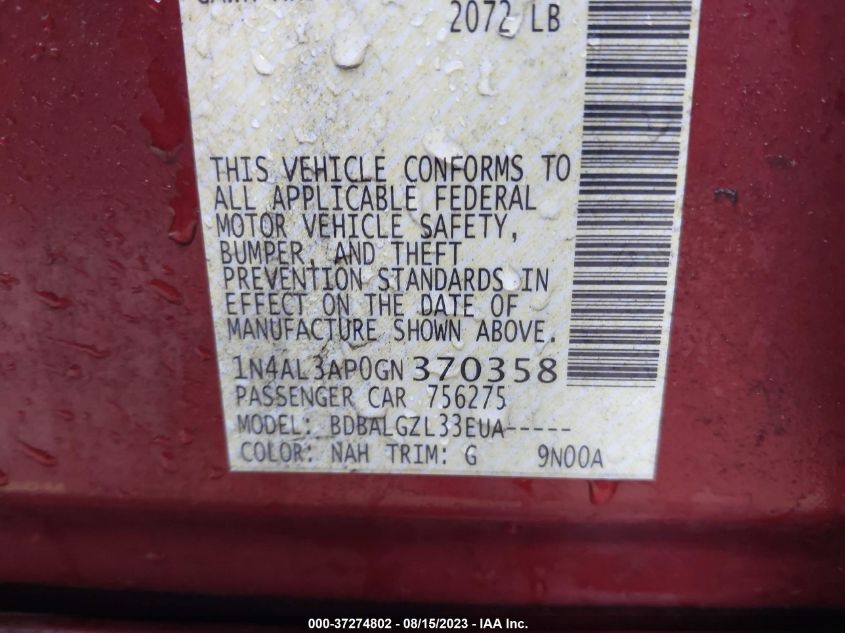 2072 LB
THIS VEHICLE CONFORMS TO
ALL APPLICABLE FEDERAL
MOTOR VEHICLE SAFETY,
BUMPER, AND THEFT
PREVENTION STANDARDS IN
EFFECT ON THE DATE OF
MANUFACTURE SHOWN ABOVE.
1N4AL3AP0GN370358
PASSENGER CAR 756275
MODEL: BDBALGZL33EUA-----
COLOR: NAH TRIM: G 9N00A
000-37274802 - 08/15/2023 - IAA Inc.